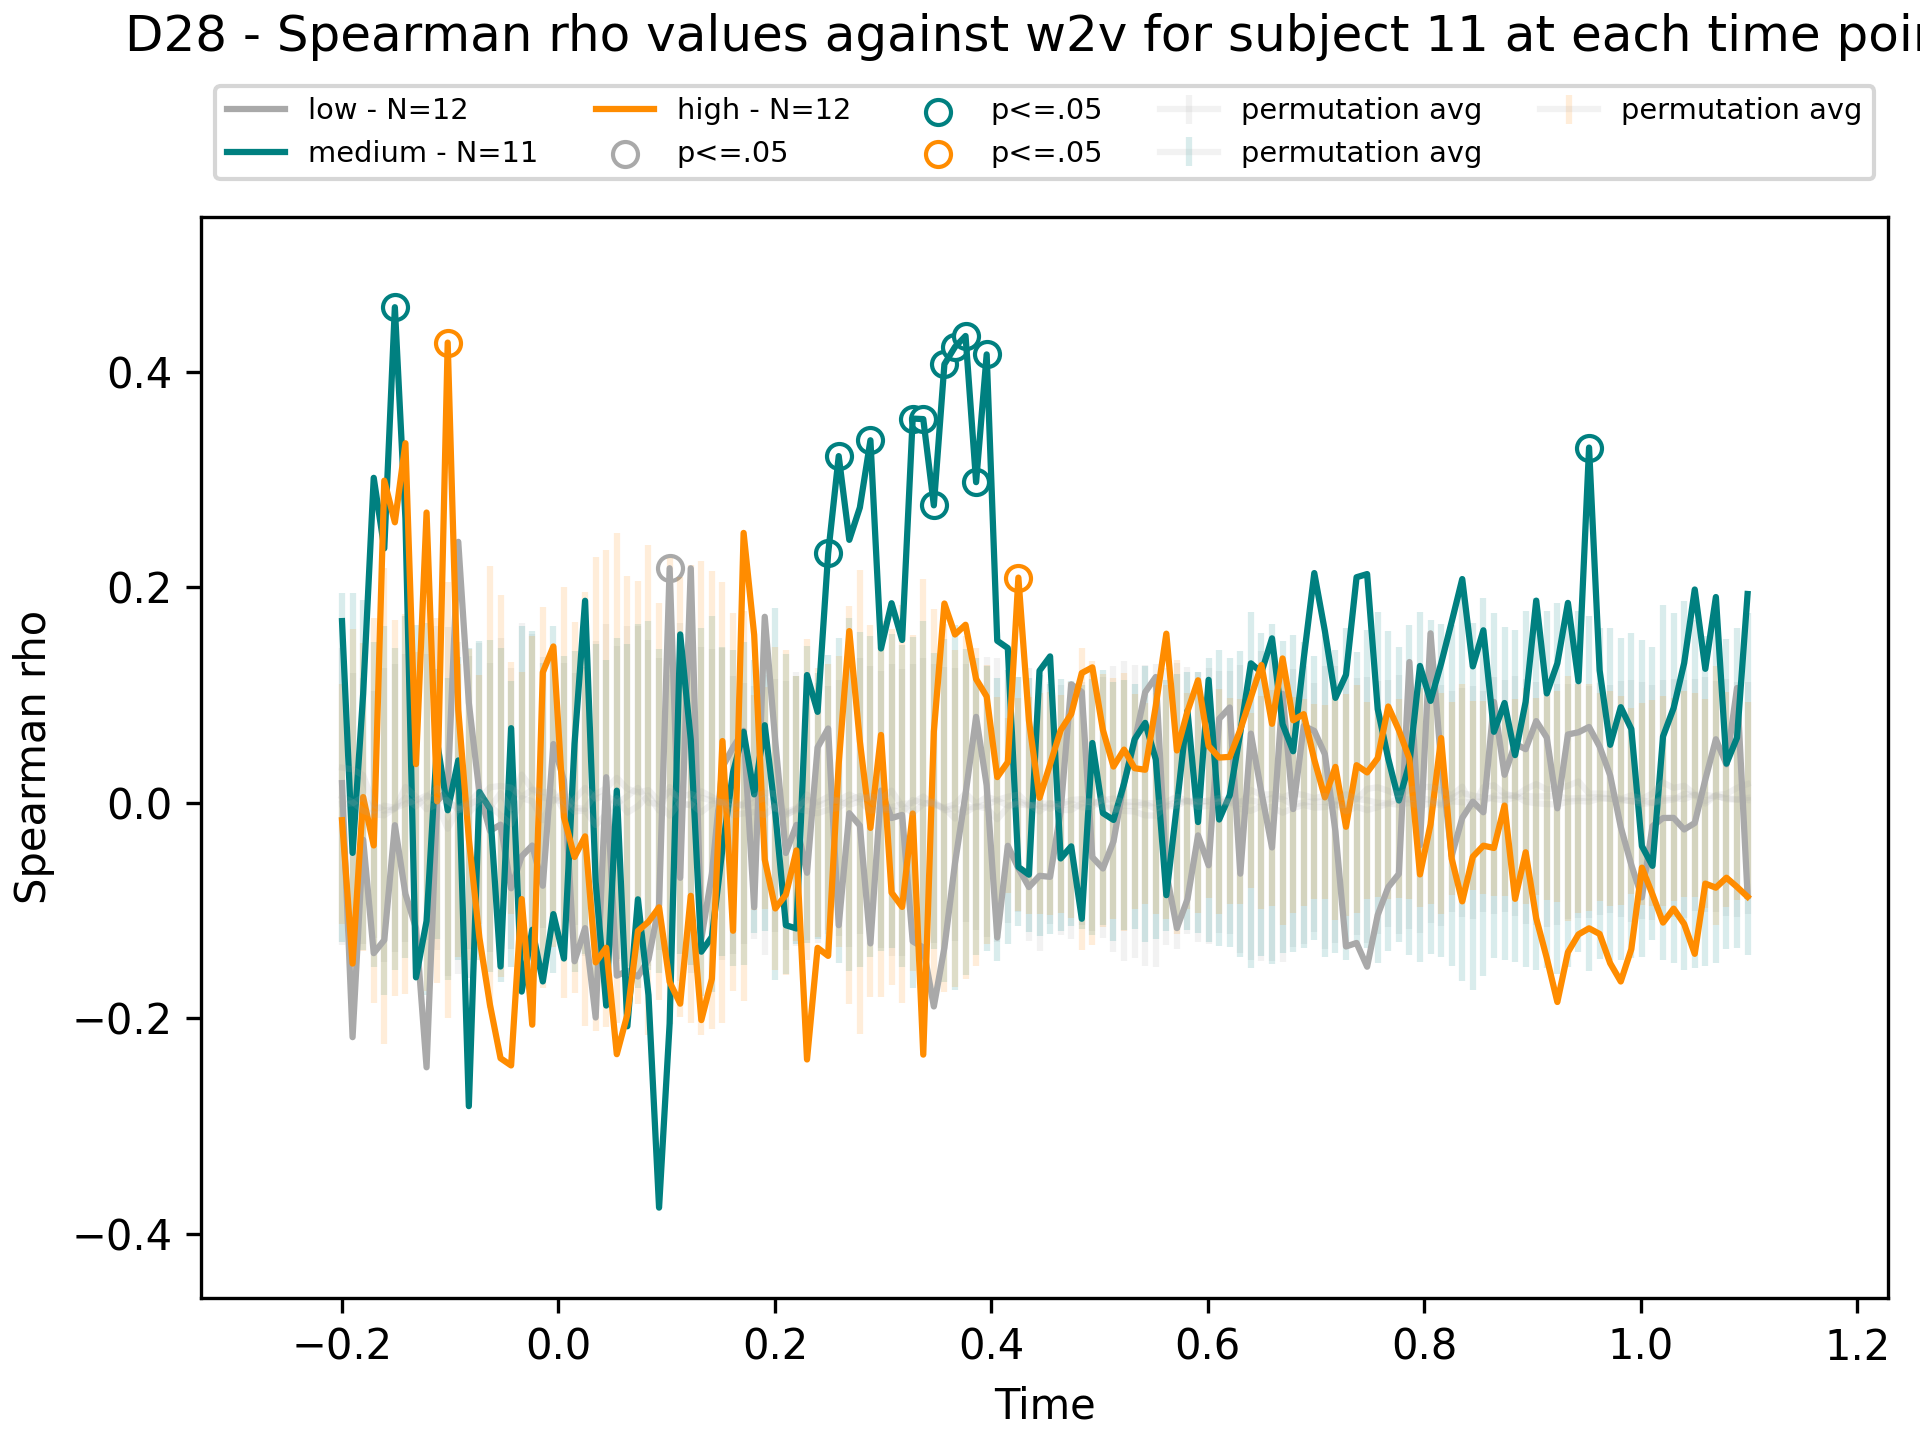 D28 - Spearman rho values against w2v for subject 11 at each time poi
low - N=12
medium - N=11
high - N=12
p<=.05
p<=.05
p<=.05
permutation avg
permutation avg
permutation avg
Spearman rho
0.4
0.2
0.0
−0.2
−0.4
−0.2 0.0 0.2 0.4 0.6 0.8 1.0 1.2
Time